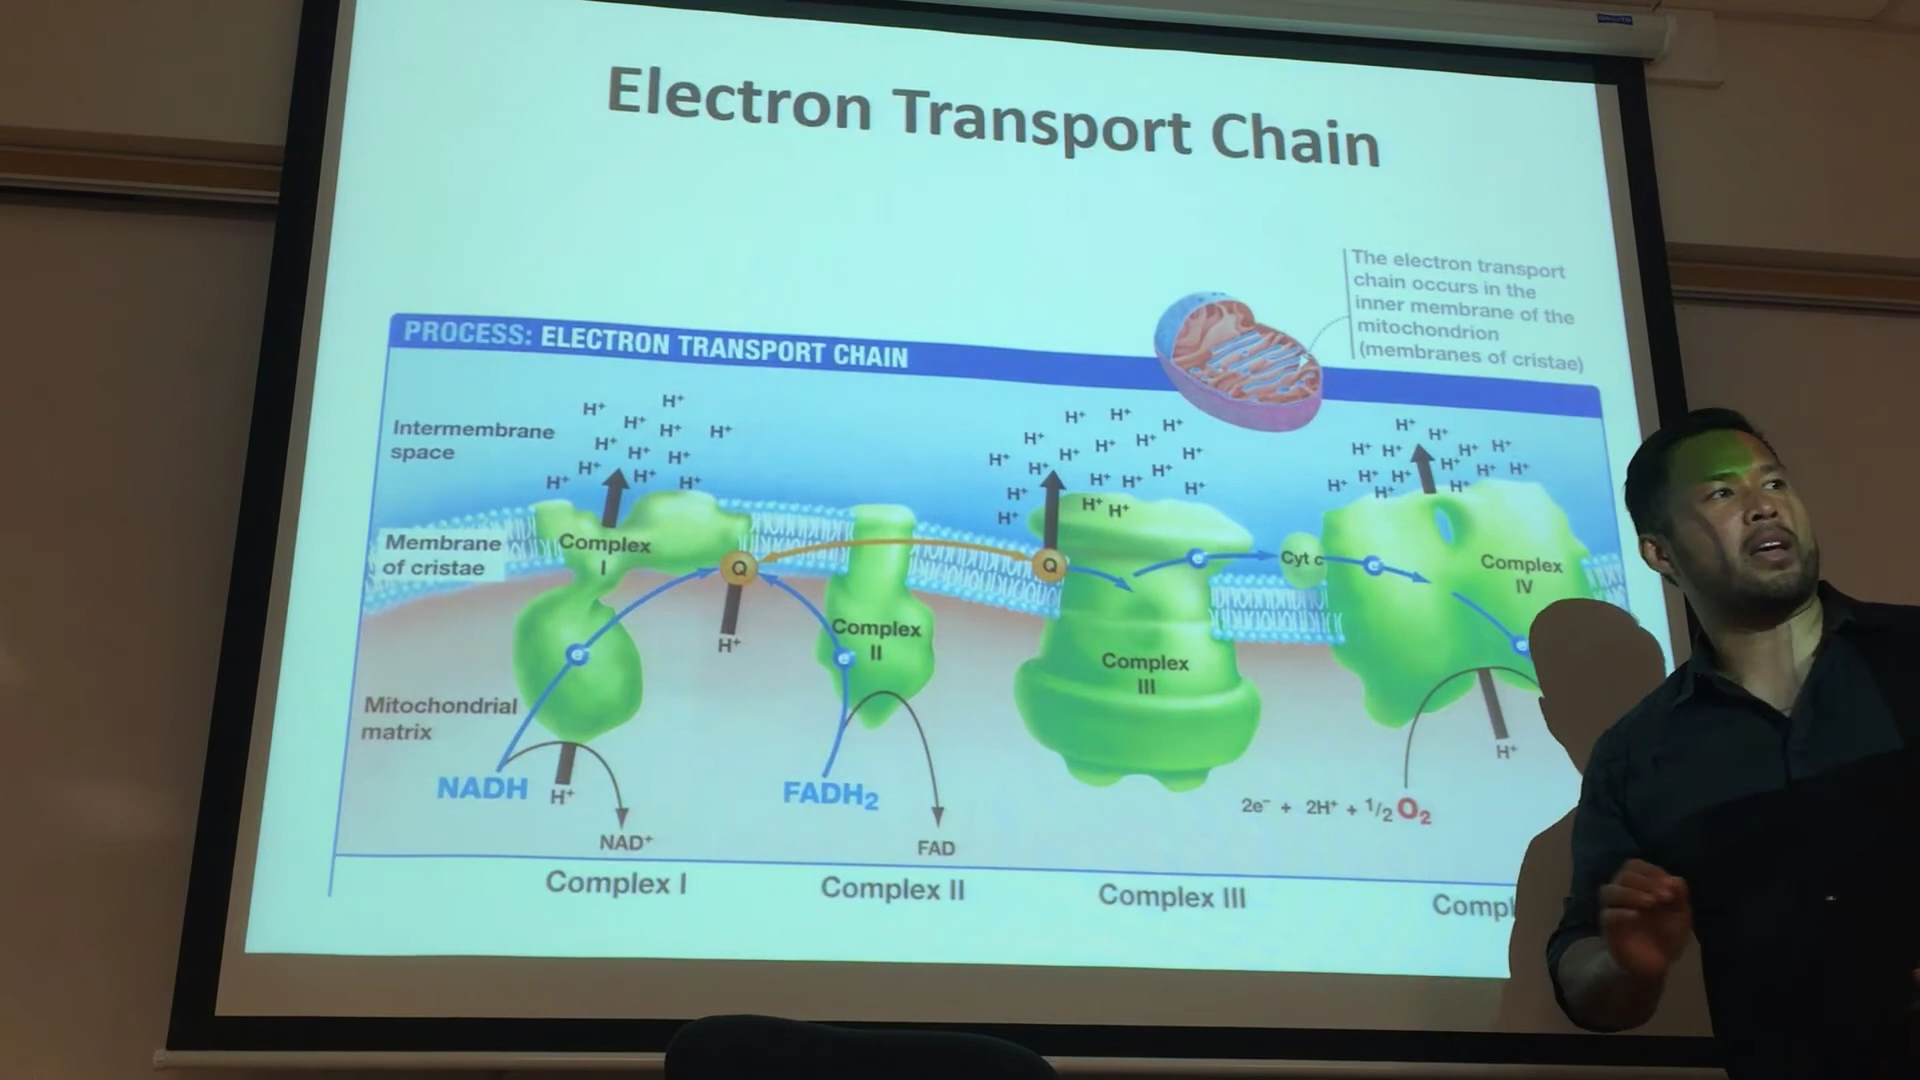 Electron Transport Chain
The electron transport
chain occurs in the
inner membrane of the
mitochondrion
(membranes of cristae)
PROCESS: ELECTRON TRANSPORT CHAIN
Intermembrane
space
H⁺ H⁺ H⁺ H⁺ H⁺ H⁺ H⁺ H⁺ H⁺ H⁺ H⁺ H⁺
H⁺ H⁺ H⁺ H⁺ H⁺ H⁺ H⁺ H⁺ H⁺ H⁺ H⁺ H⁺ H⁺ H⁺ H⁺ H⁺ H⁺ H⁺
H⁺ H⁺ H⁺ H⁺ H⁺ H⁺ H⁺ H⁺ H⁺ H⁺ H⁺ H⁺ H⁺ H⁺
Membrane
of cristae
Complex
I
Q
H⁺
Complex
II
Q
Complex
III
e⁻
Cyt c
e⁻
Complex
IV
e⁻
e⁻
e⁻
Mitochondrial
matrix
NADH
H⁺
NAD⁺
FADH₂
FAD
2e⁻ + 2H⁺ + 1/2 O₂
H⁺
Complex I
Complex II
Complex III
Compl